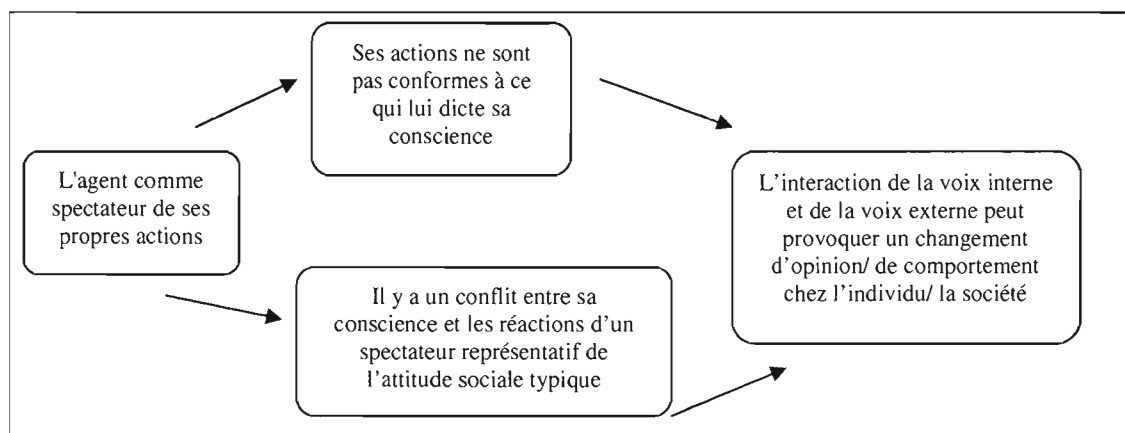 Ses actions ne sont
pas conformes à ce
qui lui dicte sa
conscience
L'agent comme
spectateur de ses
propres actions
Il y a un conflit entre sa
conscience et les réactions d'un
spectateur représentatif de
l'attitude sociale typique
L'interaction de la voix interne
et de la voix externe peut
provoquer un changement
d'opinion/ de comportement
chez l'individu/ la société